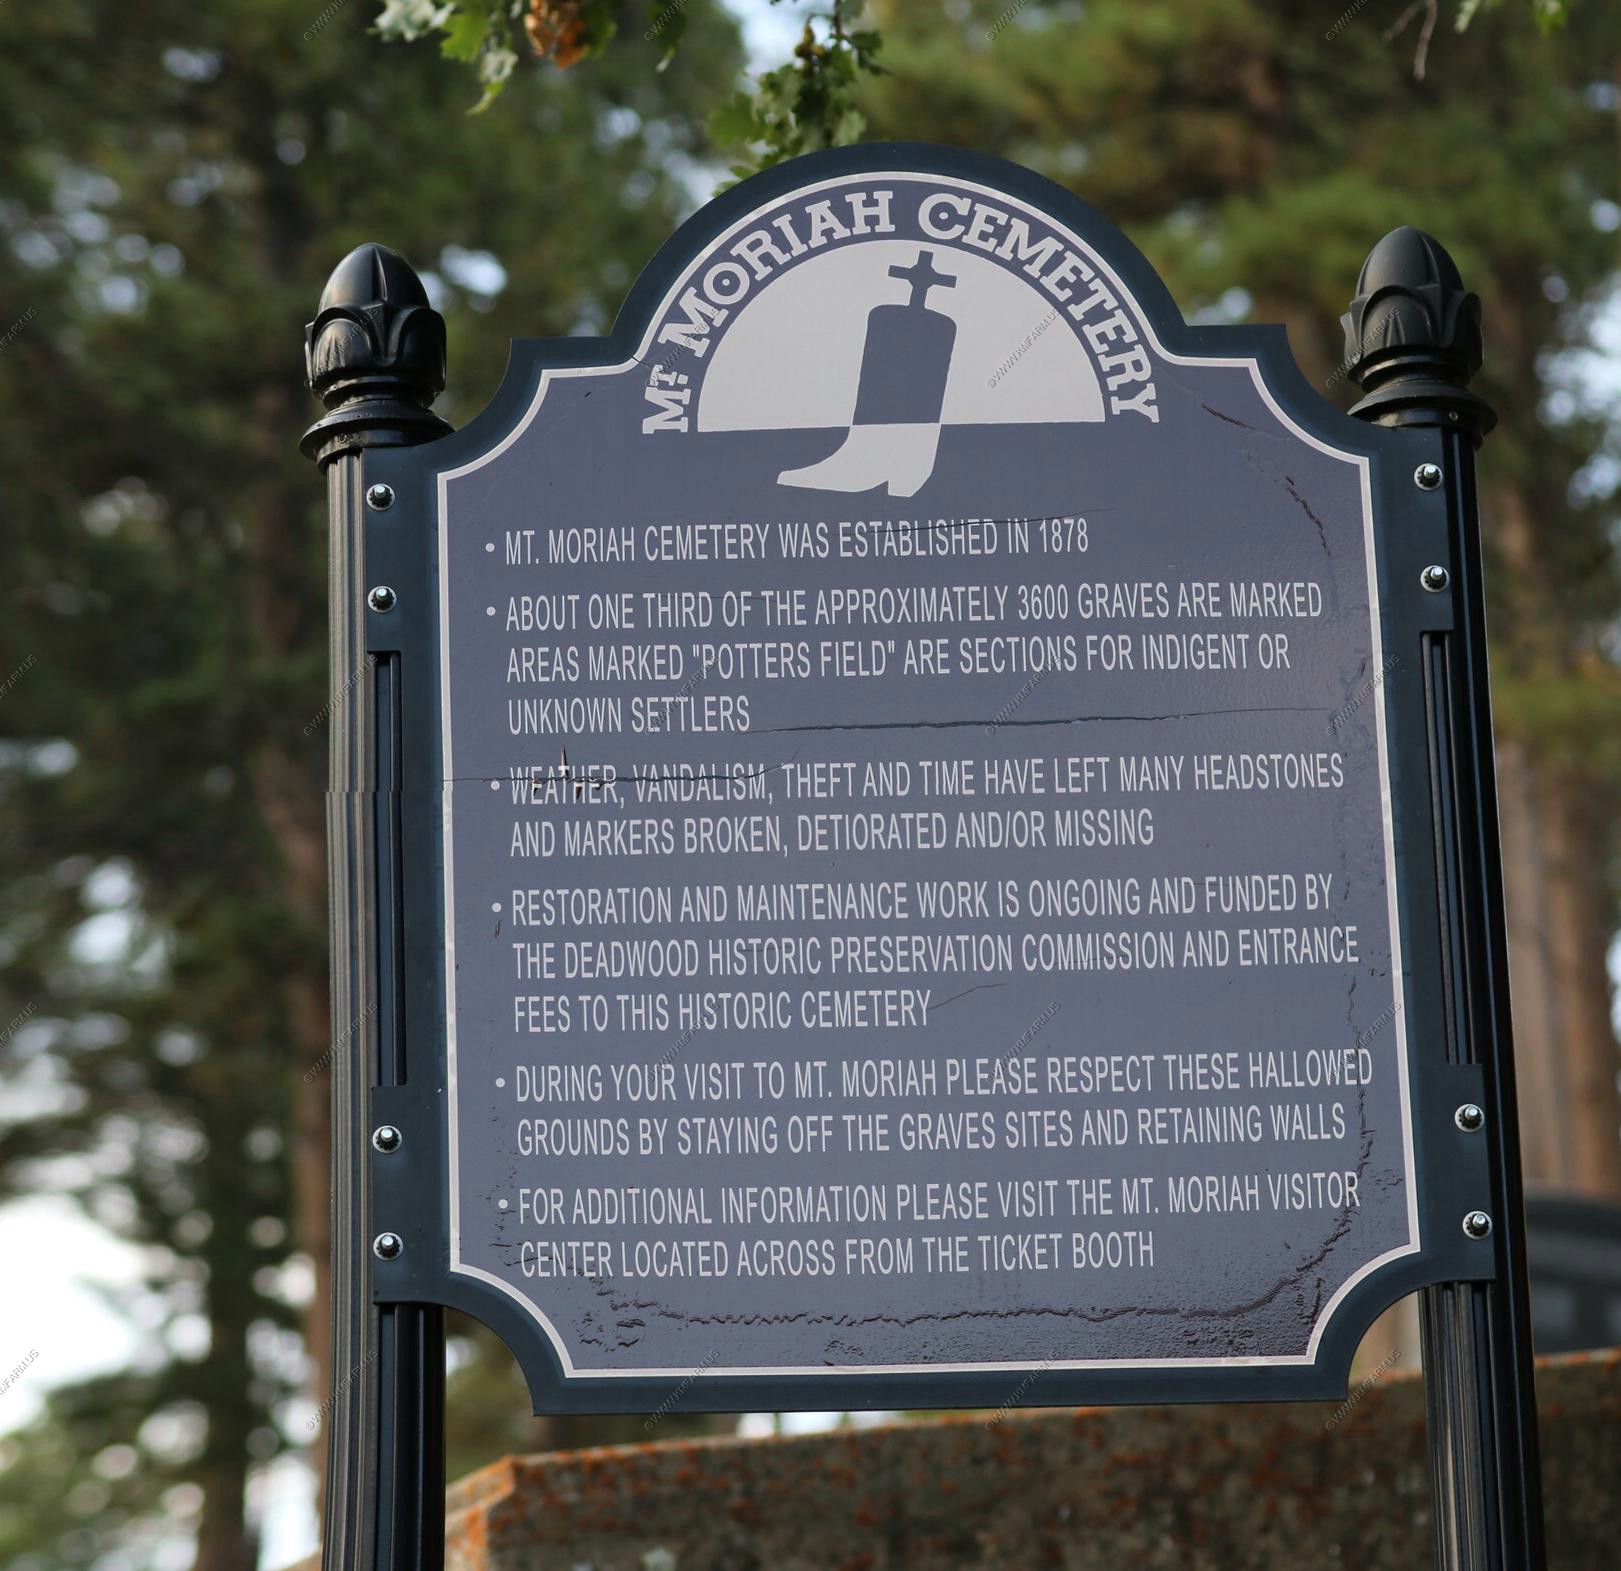 MT. MORIAH CEMETERY
• MT. MORIAH CEMETERY WAS ESTABLISHED IN 1878
• ABOUT ONE THIRD OF THE APPROXIMATELY 3600 GRAVES ARE MARKED
AREAS MARKED "POTTERS FIELD" ARE SECTIONS FOR INDIGENT OR
UNKNOWN SETTLERS
• WEATHER, VANDALISM, THEFT AND TIME HAVE LEFT MANY HEADSTONES
AND MARKERS BROKEN, DETIORATED AND/OR MISSING
• RESTORATION AND MAINTENANCE WORK IS ONGOING AND FUNDED BY
THE DEADWOOD HISTORIC PRESERVATION COMMISSION AND ENTRANCE
FEES TO THIS HISTORIC CEMETERY
• DURING YOUR VISIT TO MT. MORIAH PLEASE RESPECT THESE HALLOWED
GROUNDS BY STAYING OFF THE GRAVES SITES AND RETAINING WALLS
• FOR ADDITIONAL INFORMATION PLEASE VISIT THE MT. MORIAH VISITOR
CENTER LOCATED ACROSS FROM THE TICKET BOOTH
©WWW.KMFARM.US